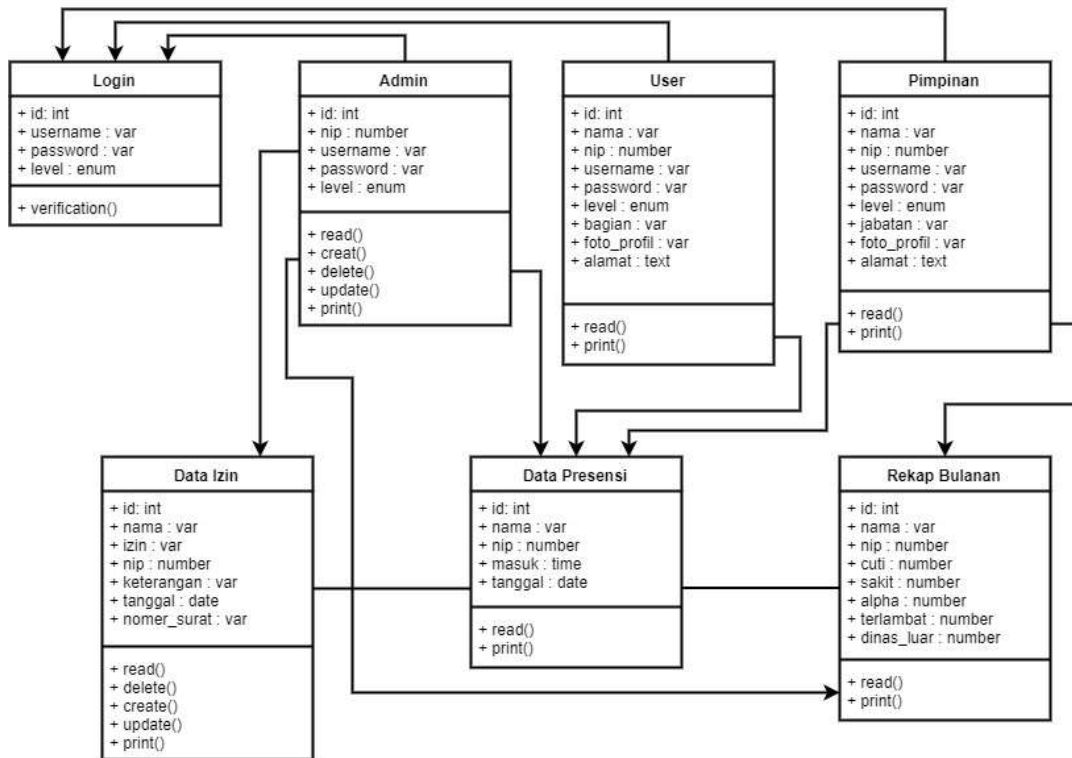 Login
+ id: int
+ username : var
+ password : var
+ level : enum
+ verification()
Admin
+ id: int
+ nip : number
+ username : var
+ password : var
+ level : enum
+ read()
+ creat()
+ delete()
+ update()
+ print()
User
+ id: int
+ nama : var
+ nip : number
+ username : var
+ password : var
+ level : enum
+ bagian : var
+ foto_profil : var
+ alamat : text
+ read()
+ print()
Pimpinan
+ id: int
+ nama : var
+ nip : number
+ username : var
+ password : var
+ level : enum
+ jabatan : var
+ foto_profil : var
+ alamat : text
+ read()
+ print()
Data Izin
+ id: int
+ nama : var
+ izin : var
+ nip : number
+ keterangan : var
+ tanggal : date
+ nomer_surat : var
+ read()
+ delete()
+ create()
+ update()
+ print()
Data Presensi
+ id: int
+ nama : var
+ nip : number
+ masuk : time
+ tanggal : date
+ read()
+ print()
Rekap Bulanan
+ id: int
+ nama : var
+ nip : number
+ cuti : number
+ sakit : number
+ alpha : number
+ terlambat : number
+ dinas_luar : number
+ read()
+ print()